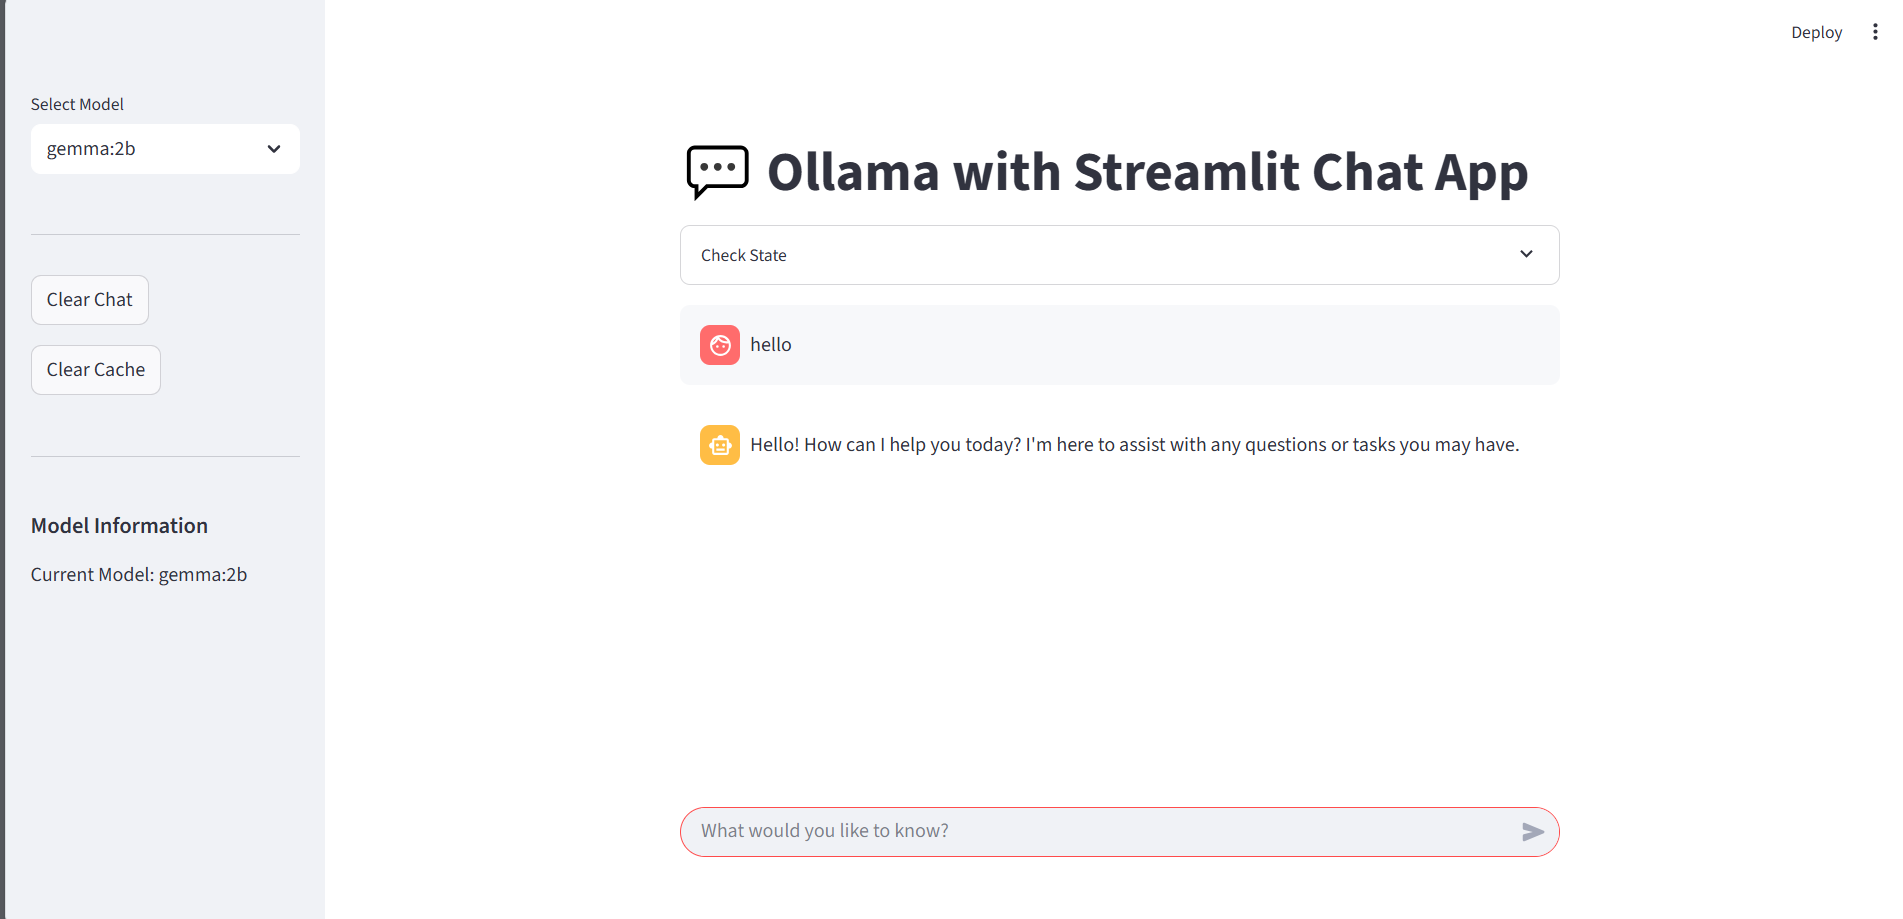 Deploy
Select Model
gemma:2b
Clear Chat
Clear Cache
Model Information
Current Model: gemma:2b
Ollama with Streamlit Chat App
Check State
hello
Hello! How can I help you today? I'm here to assist with any questions or tasks you may have.
What would you like to know?